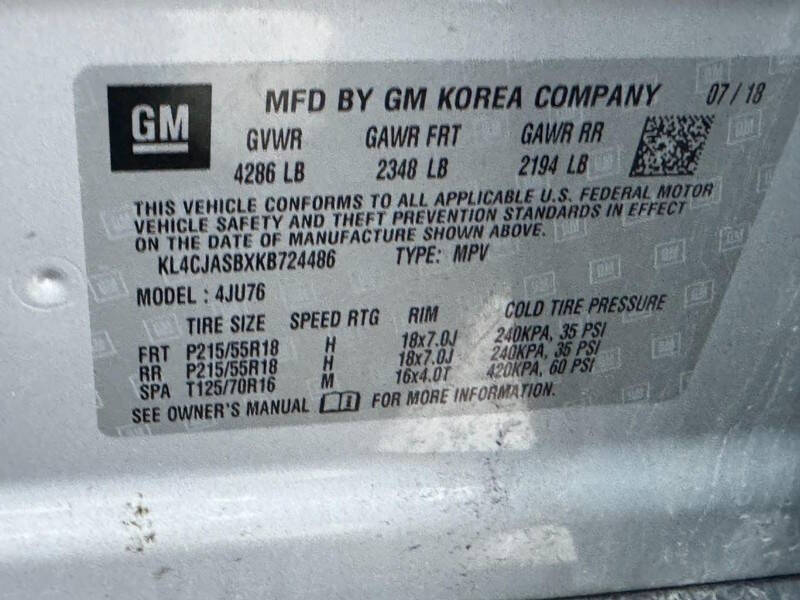 GM
MFD BY GM KOREA COMPANY 07/18
GVWR GAWR FRT GAWR RR
4286 LB 2348 LB 2194 LB
THIS VEHICLE CONFORMS TO ALL APPLICABLE U.S. FEDERAL MOTOR
VEHICLE SAFETY AND THEFT PREVENTION STANDARDS IN EFFECT
ON THE DATE OF MANUFACTURE SHOWN ABOVE.
KL4CJASBXKB724486 TYPE: MPV
MODEL : 4JU76
TIRE SIZE SPEED RTG RIM COLD TIRE PRESSURE
FRT P215/55R18 H 18x7.0J 240KPA, 35 PSI
RR P215/55R18 H 18x7.0J 240KPA, 35 PSI
SPA T125/70R16 M 16x4.0T 420KPA, 60 PSI
SEE OWNER'S MANUAL FOR MORE INFORMATION.